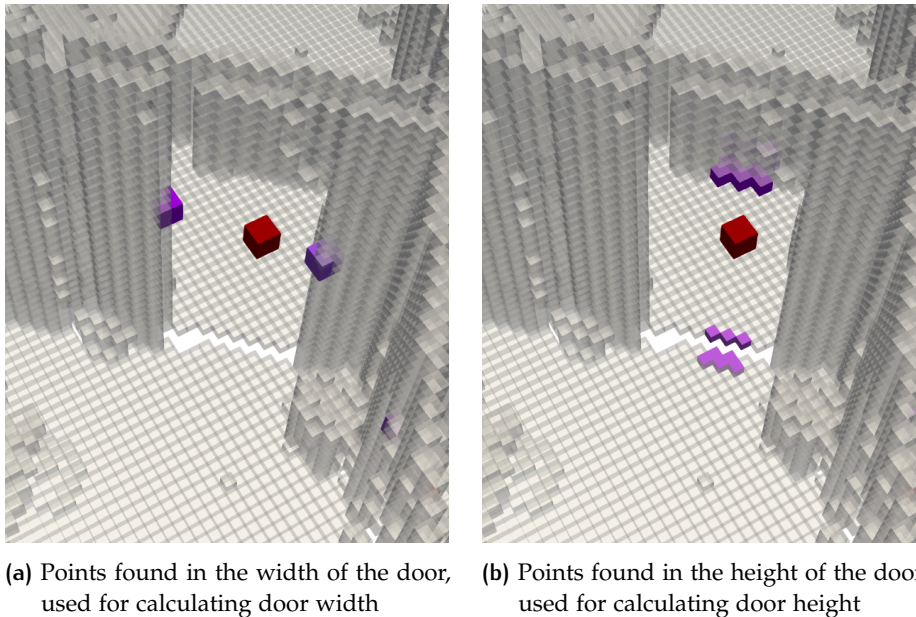 (a) Points found in the width of the door,
used for calculating door width
(b) Points found in the height of the door
used for calculating door height